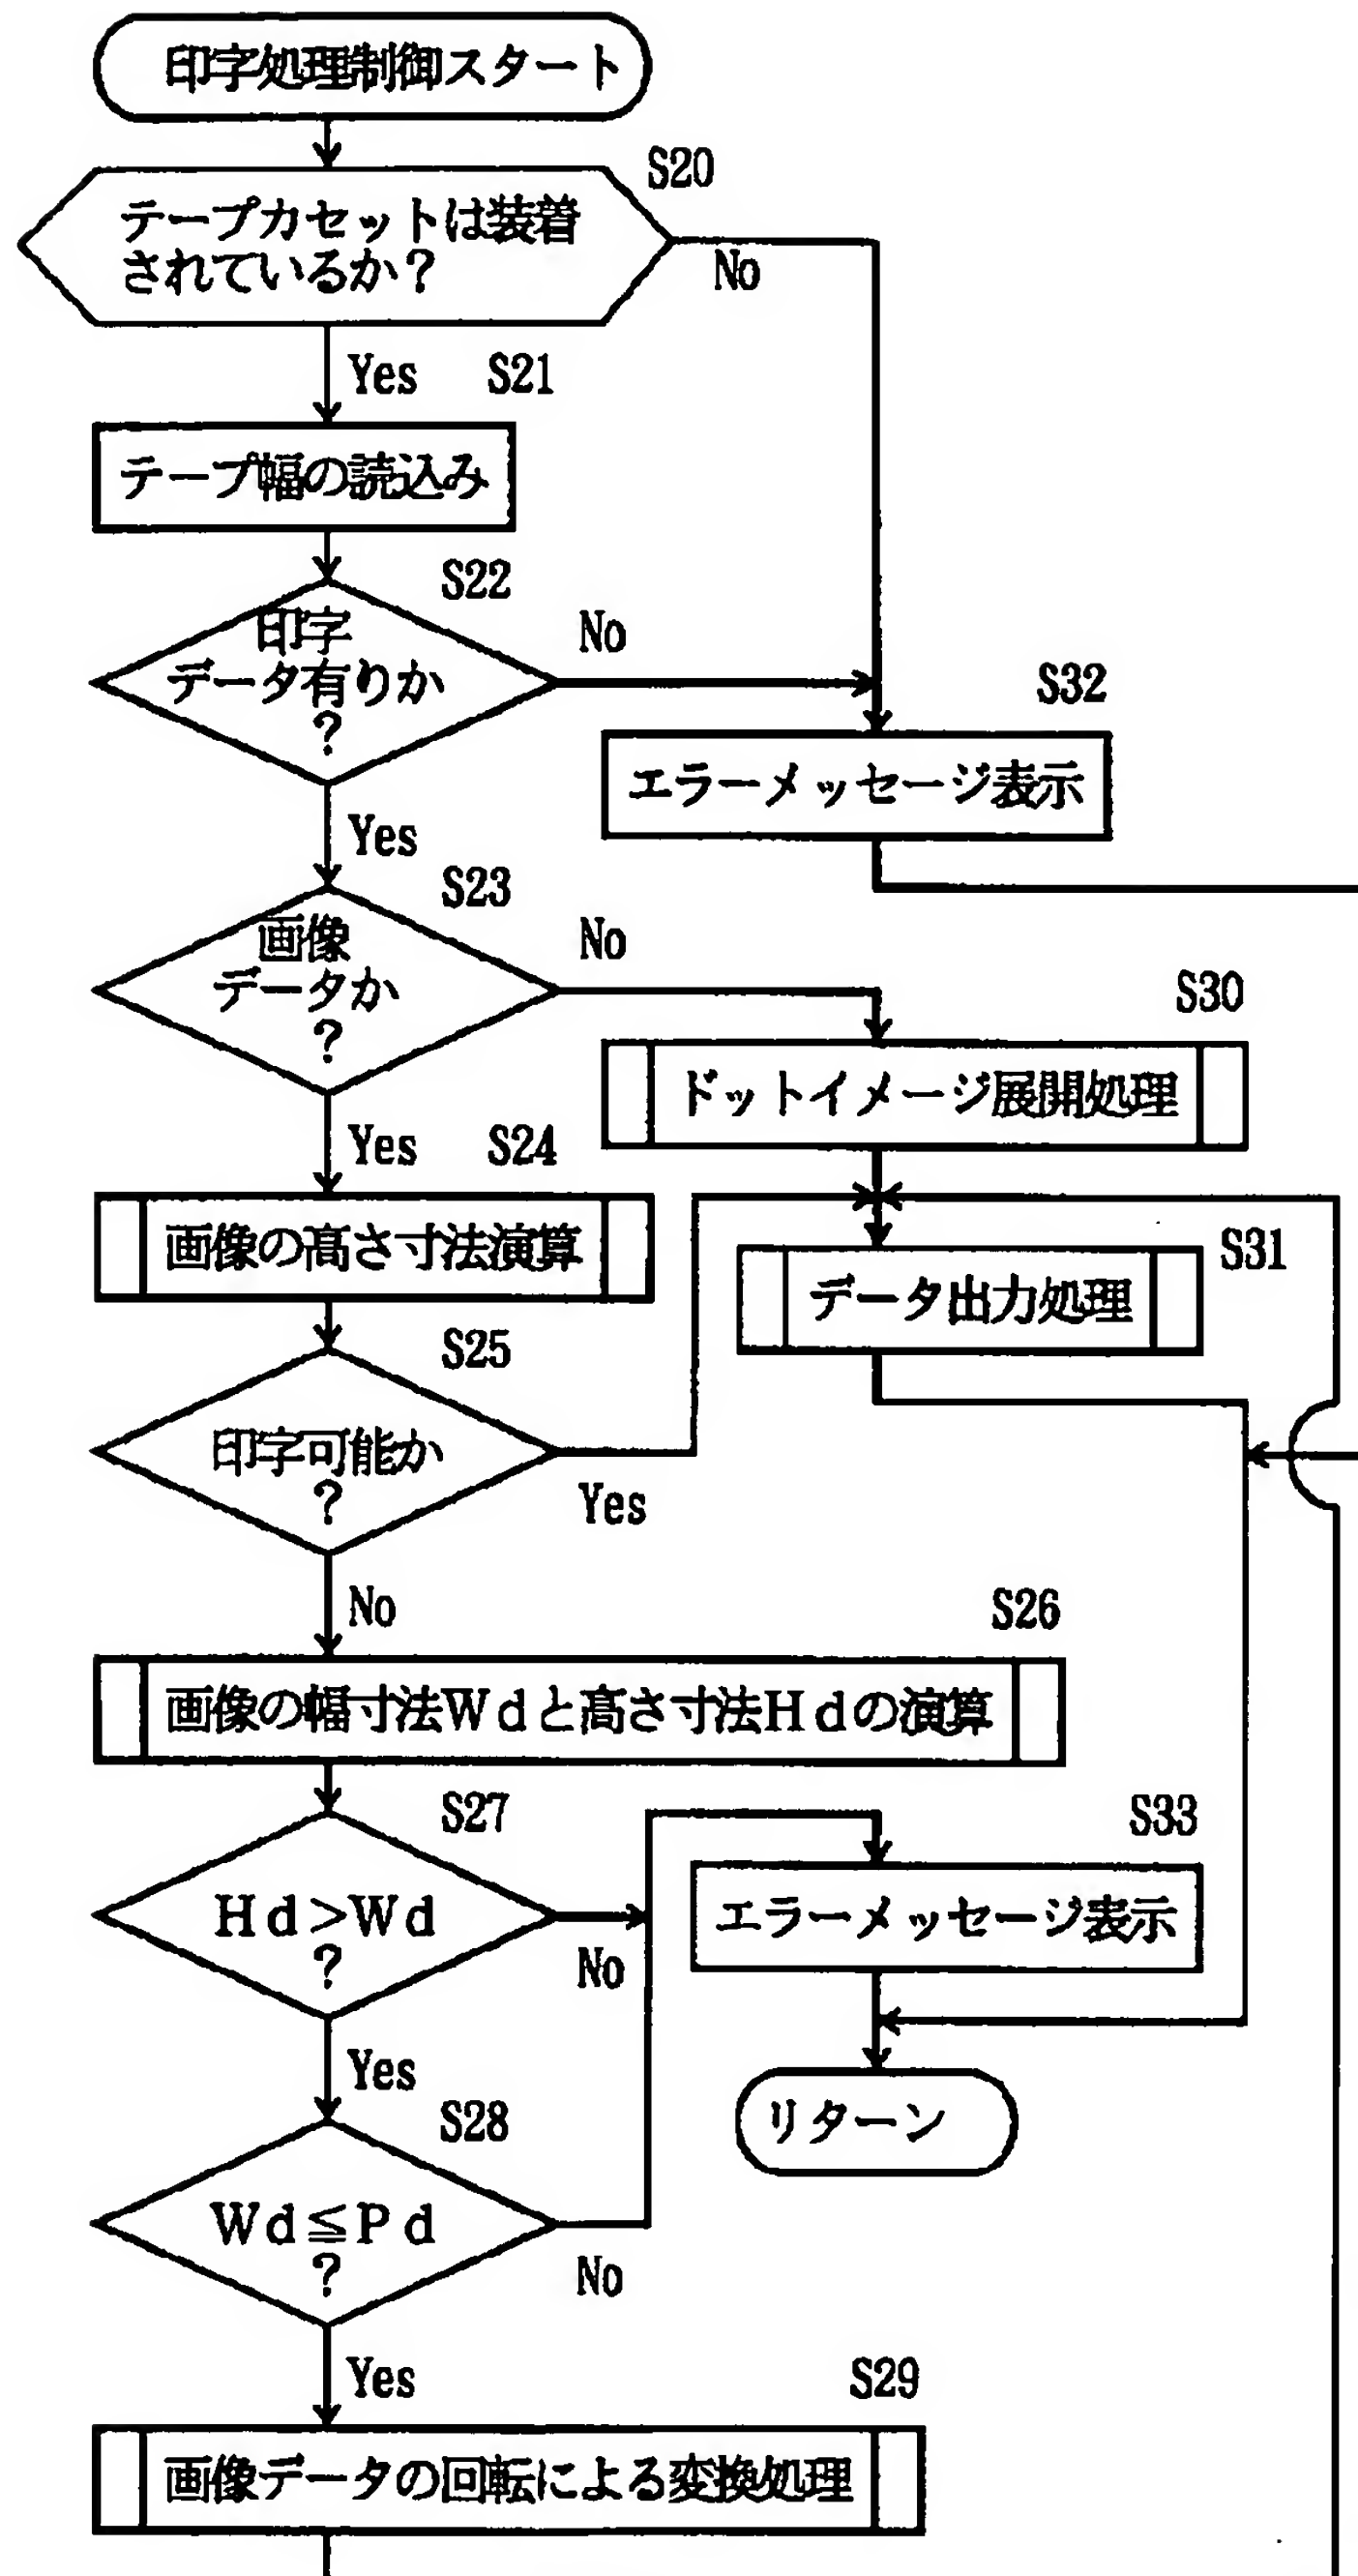 印字処理制御スタート
S20
テープカセットは装着
されているか?
No
Yes
S21
テープ幅の読込み
S22
印字
データ有りか
?
No
Yes
S32
エラーメッセージ表示
S23
画像
データか
?
No
Yes
S30
ドットイメージ展開処理
S24
画像の高さ寸法演算
S31
データ出力処理
S25
印字可能か
?
Yes
No
S26
画像の幅寸法Wdと高さ寸法Hdの演算
S27
Hd>Wd
?
No
Yes
S33
エラーメッセージ表示
リターン
S28
Wd≦Pd
?
No
Yes
S29
画像データの回転による変換処理